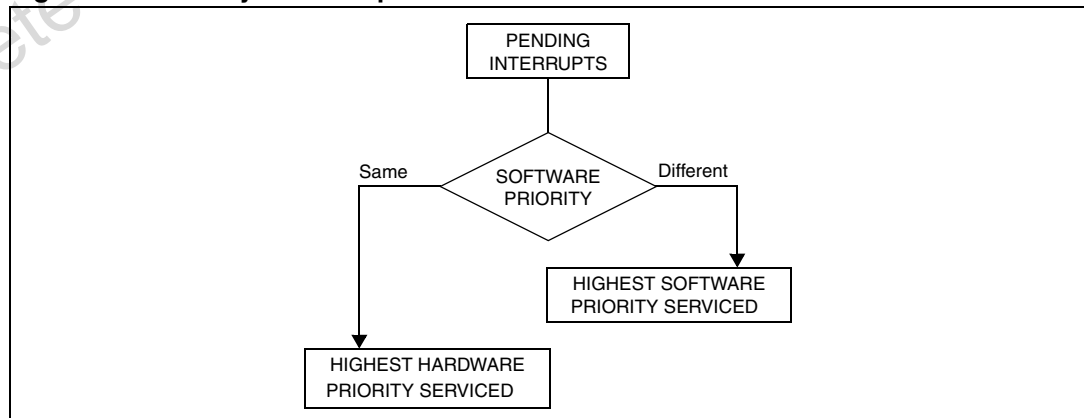 PENDING
INTERRUPTS
Same
SOFTWARE
PRIORITY
Different
HIGHEST SOFTWARE
PRIORITY SERVICED
HIGHEST HARDWARE
PRIORITY SERVICED